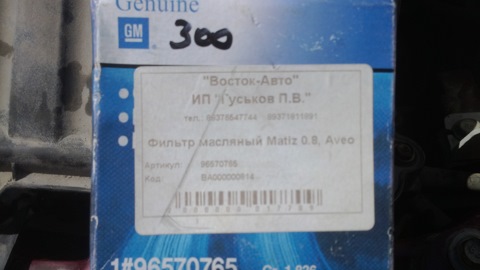 Genuine
GM
300
"Восток-Авто"
ИП "Гуськов П.В."
Фильтр масляный Matiz 0.8, Aveo
Артикул: 96570765
Код:
1#96570765